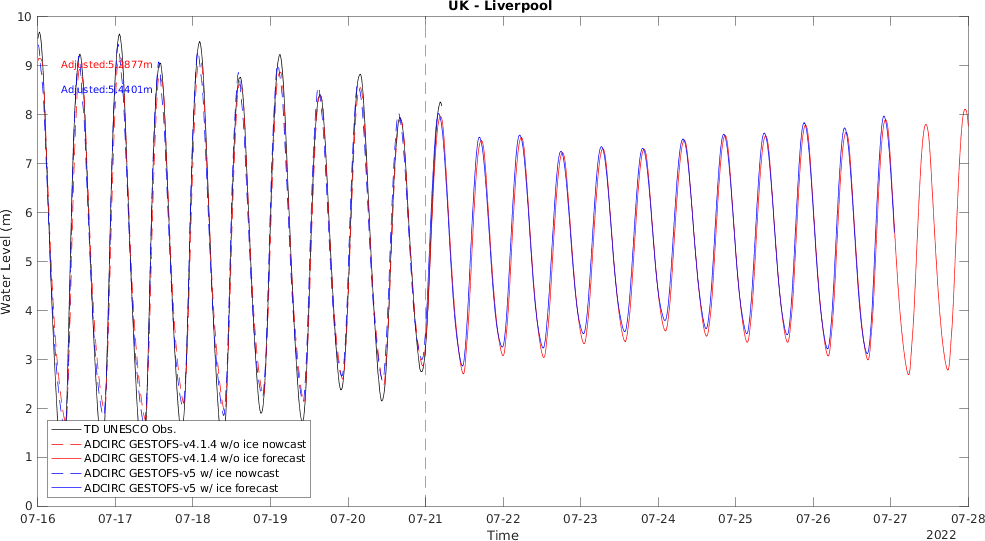 UK - Liverpool
10
9
8
7
6
5
4
3
2
1
0
Water Level (m)
Adjusted:5.2877m
Adjusted:5.4401m
TD UNESCO Obs.
ADCIRC GESTOFS-v4.1.4 w/o ice nowcast
ADCIRC GESTOFS-v4.1.4 w/o ice forecast
ADCIRC GESTOFS-v5 w/ ice nowcast
ADCIRC GESTOFS-v5 w/ ice forecast
07-16 07-17 07-18 07-19 07-20 07-21 07-22 07-23 07-24 07-25 07-26 07-27 07-28
Time
2022